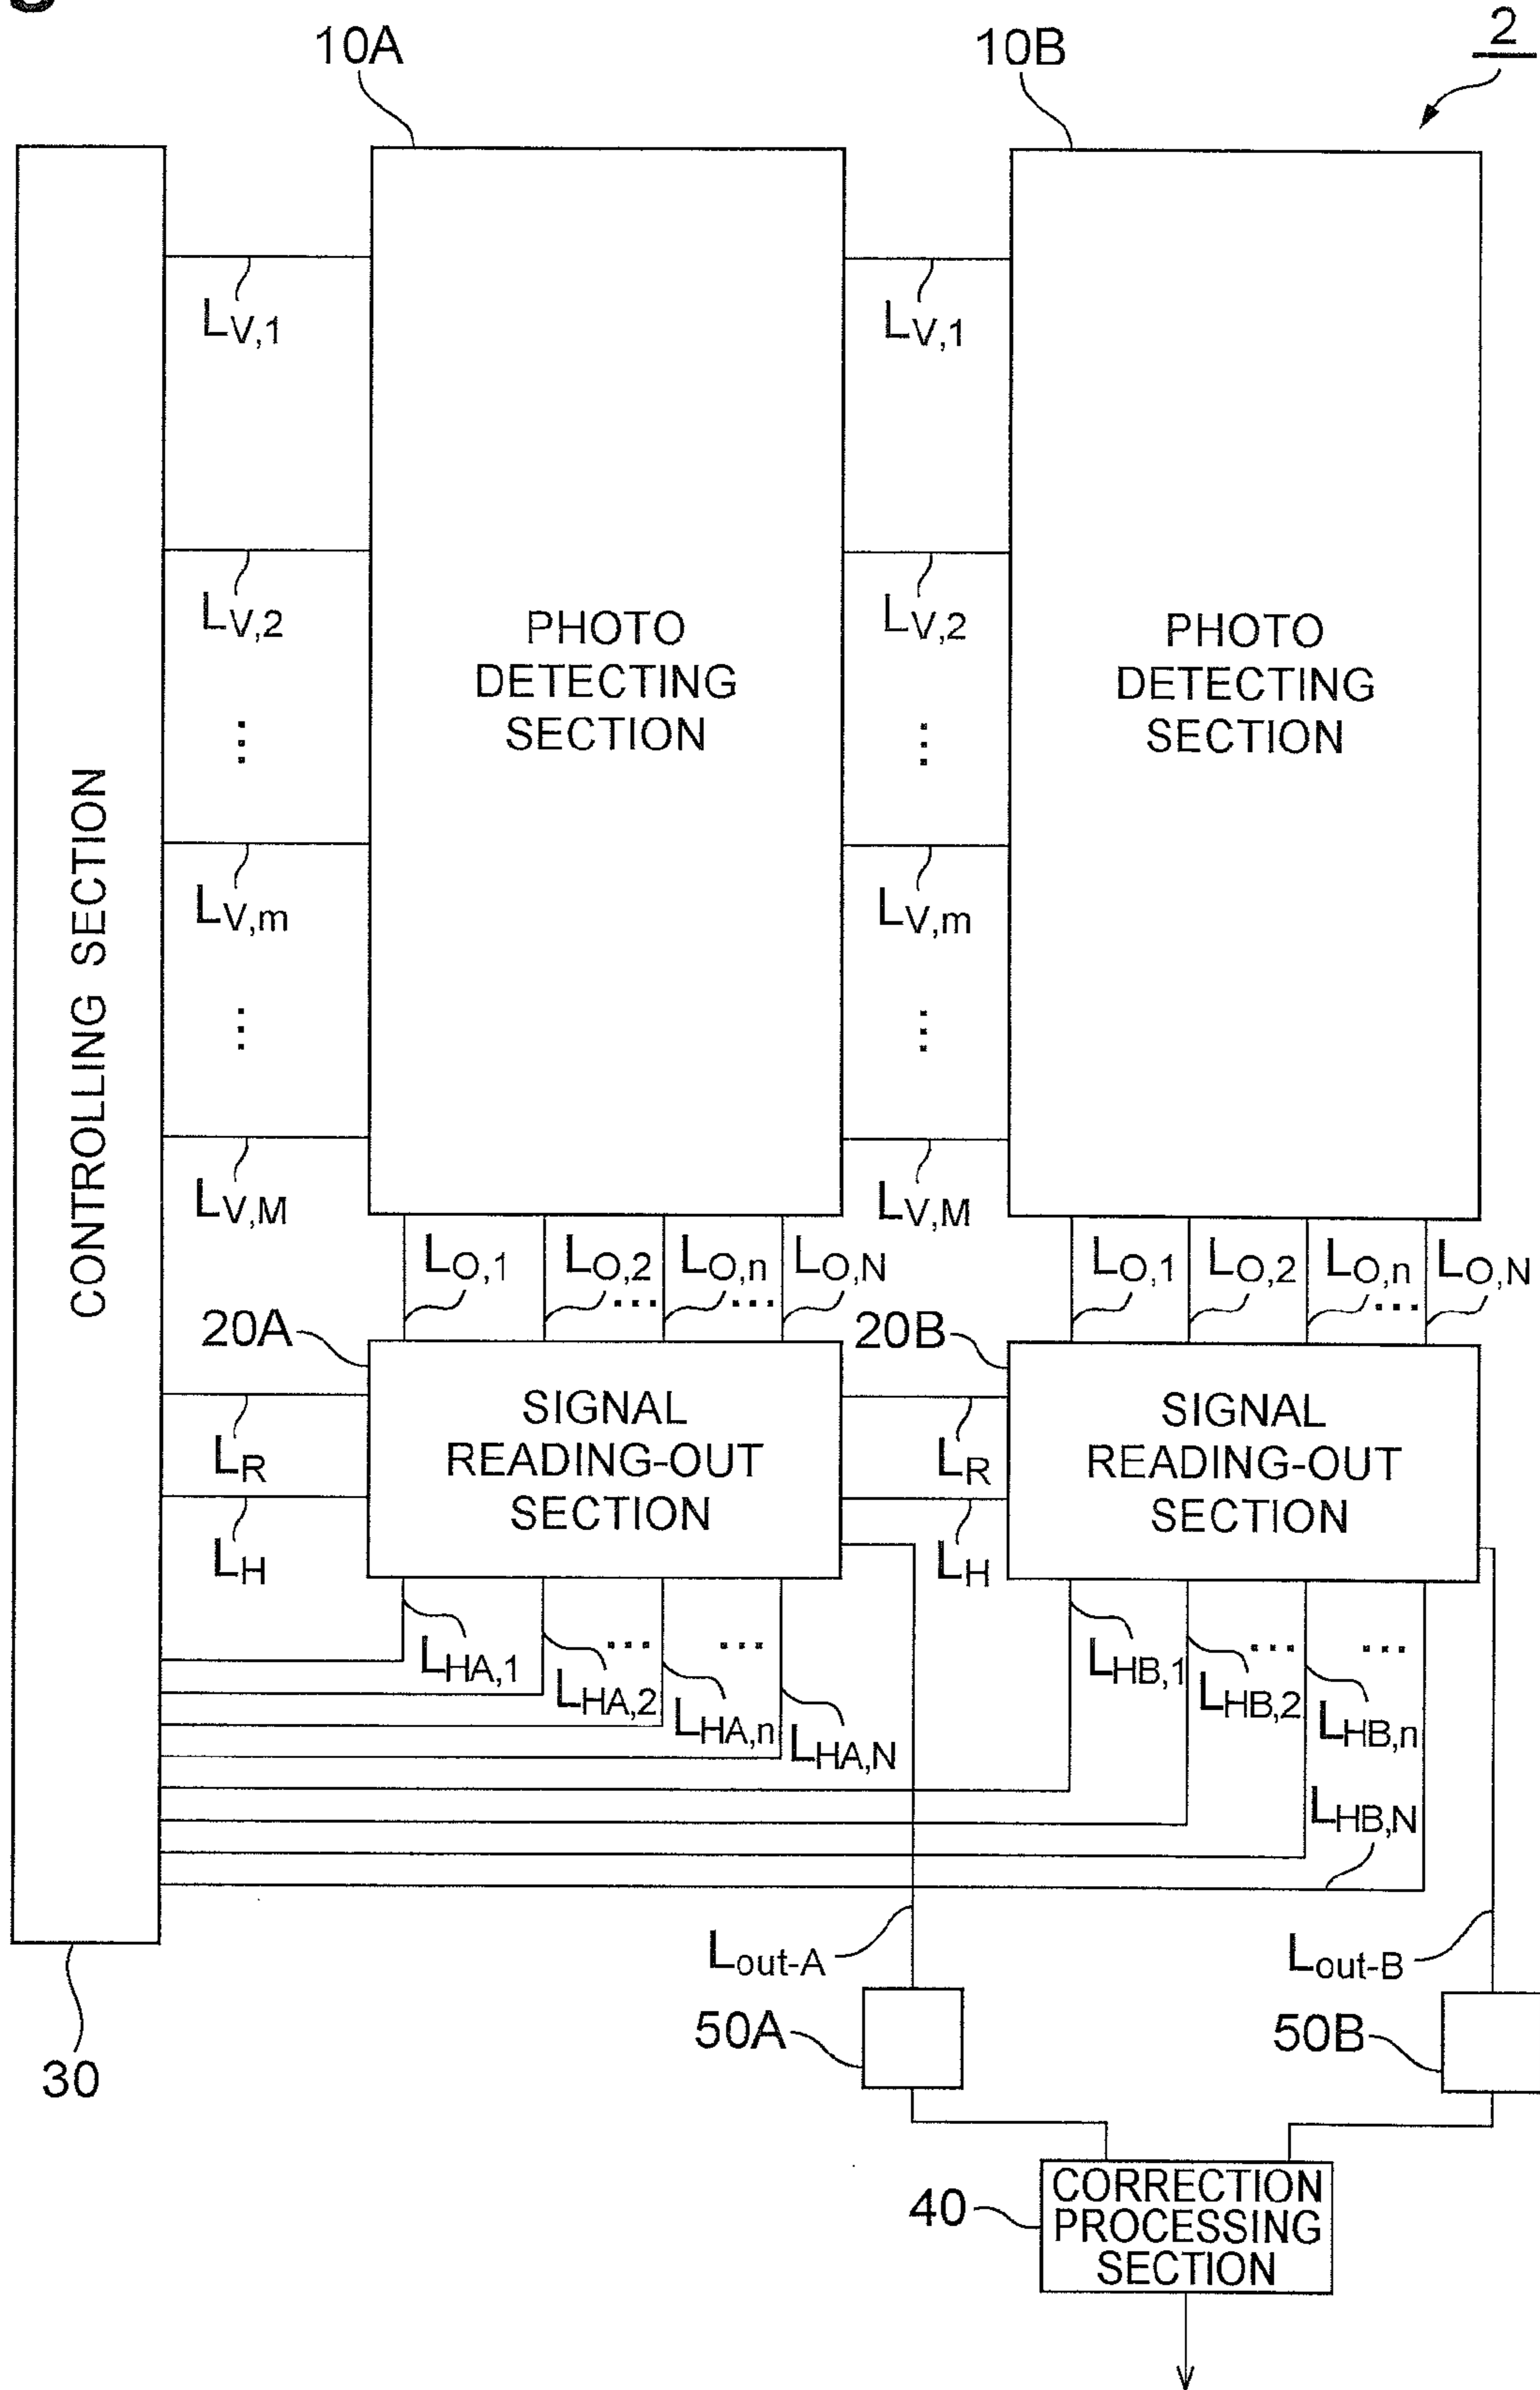 10A
10B
2
L_V,1
L_V,1
L_V,2
L_V,2
PHOTO
DETECTING
SECTION
PHOTO
DETECTING
SECTION
⋮
⋮
CONTROLLING SECTION
L_V,m
L_V,m
⋮
⋮
L_V,M
L_V,M
L_O,1
L_O,2
...
L_O,n
...
L_O,N
L_O,1
L_O,2
L_O,n
...
L_O,N
20A
20B
SIGNAL
READING-OUT
SECTION
SIGNAL
READING-OUT
SECTION
L_R
L_R
L_H
L_H
L_HA,1
L_HA,2
...
L_HA,n
...
L_HA,N
L_HB,1
L_HB,2
...
L_HB,n
...
L_HB,N
L_out-A
L_out-B
50A
50B
30
40
CORRECTION
PROCESSING
SECTION